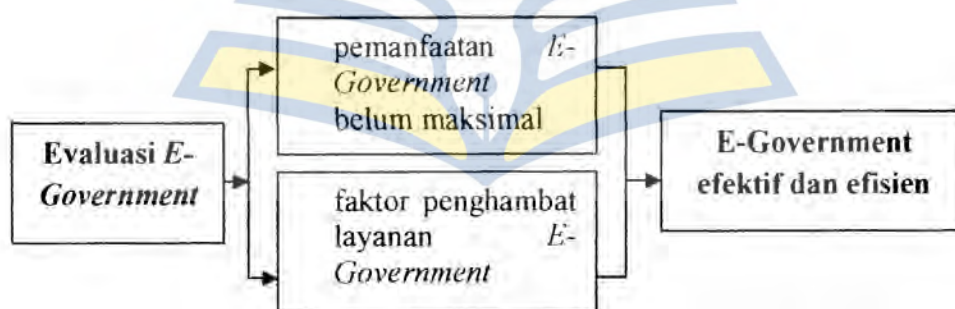 Evaluasi E-
Government
pemanfaatan E-
Government
belum maksimal
faktor penghambat
layanan E-
Government
E-Government
efektif dan efisien